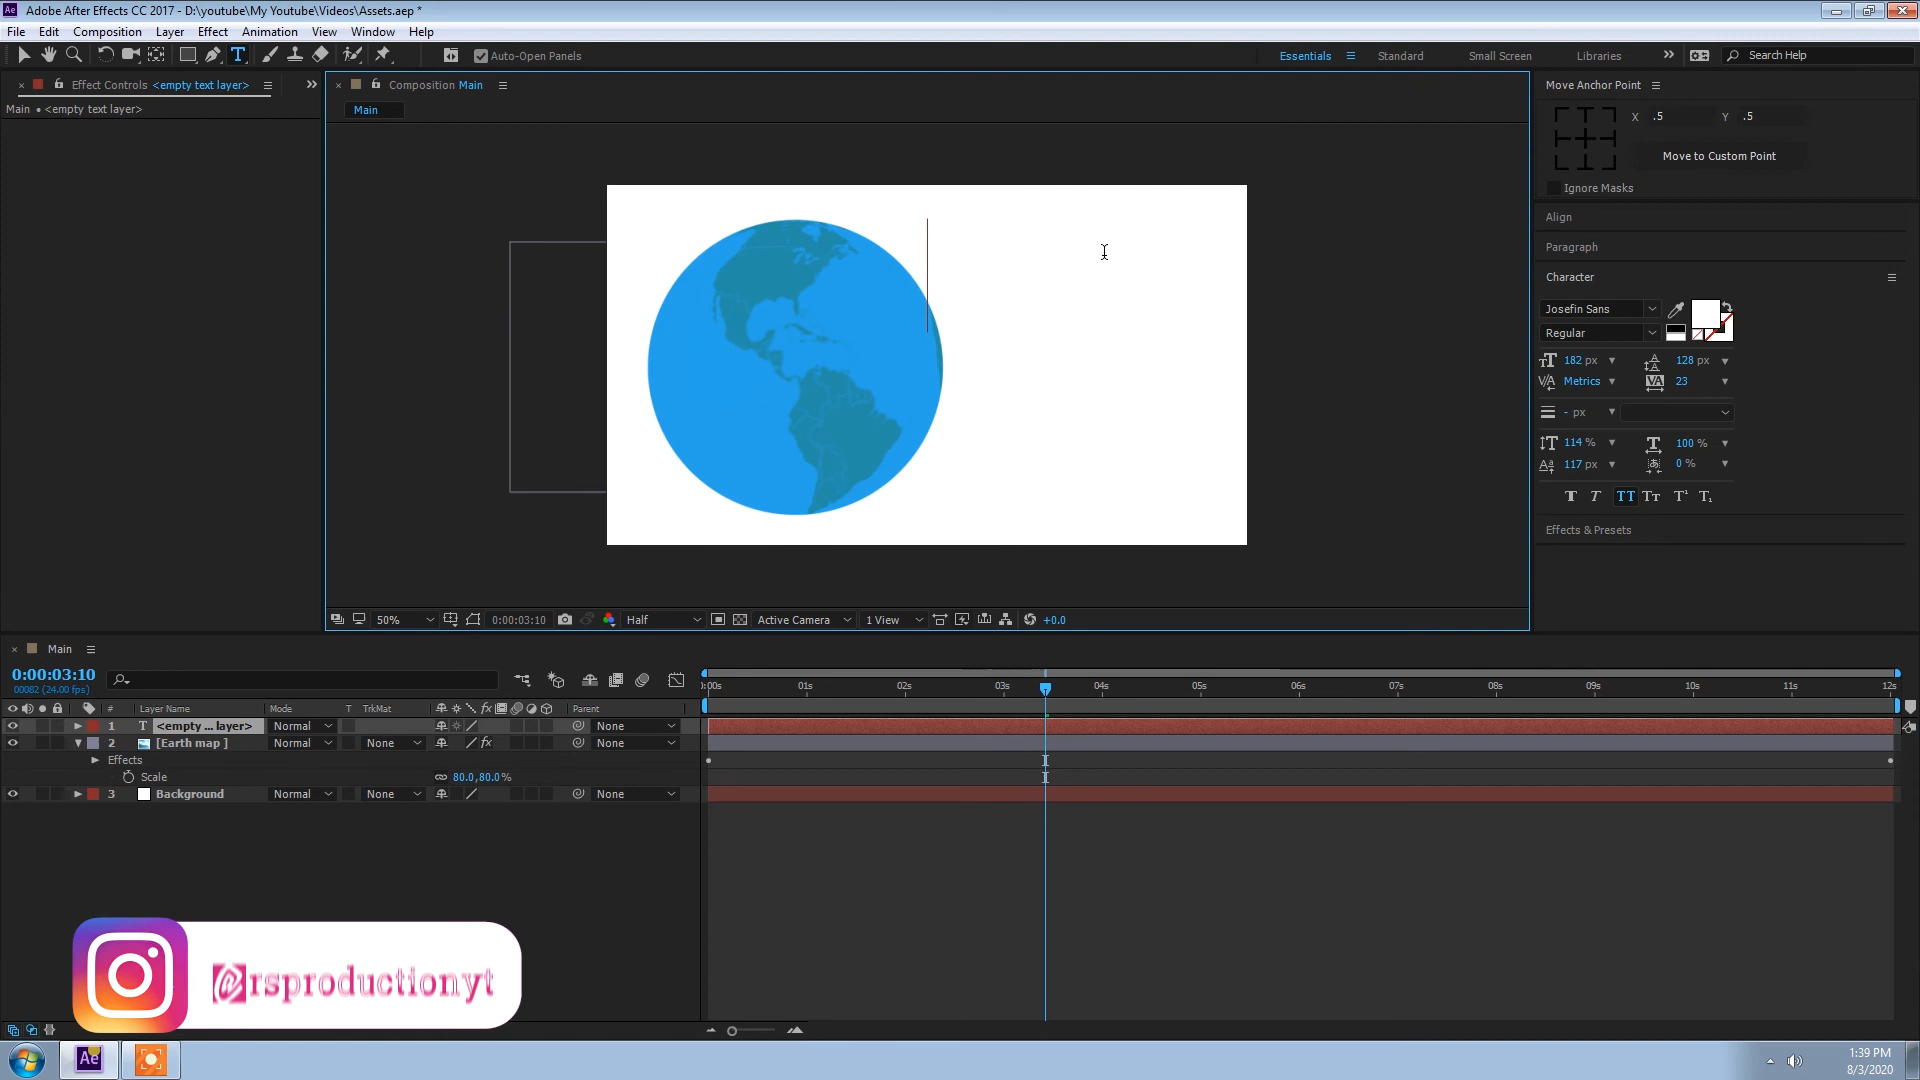 Adobe After Effects CC 2017 - D:\youtube\My Youtube\Videos\Assets.aep *
File Edit Composition Layer Effect Animation View Window Help
Auto-Open Panels
Essentials Standard Small Screen Libraries Search Help
Effect Controls <empty text layer>
Main • <empty text layer>
Composition Main
Main
Move Anchor Point
X .5 Y .5
Move to Custom Point
Ignore Masks
Align
Paragraph
Character
Josefin Sans
Regular
182 px 128 px
Metrics 23
- px
114 % 100 %
117 px 0 %
Effects & Presets
50% 0:00:03:10 Half Active Camera 1 View +0.0
Main
0:00:03:10
00082 (24.00 fps)
# Layer Name Mode T TrkMat Parent
1 T <empty ... layer> Normal None
2 [Earth map ] Normal None None
Effects
Scale 80.0,80.0%
3 Background Normal None None
:00s 01s 02s 03s 04s 05s 06s 07s 08s 09s 10s 11s 12s
@rsproductionyt
Ae
1:39 PM
8/3/2020